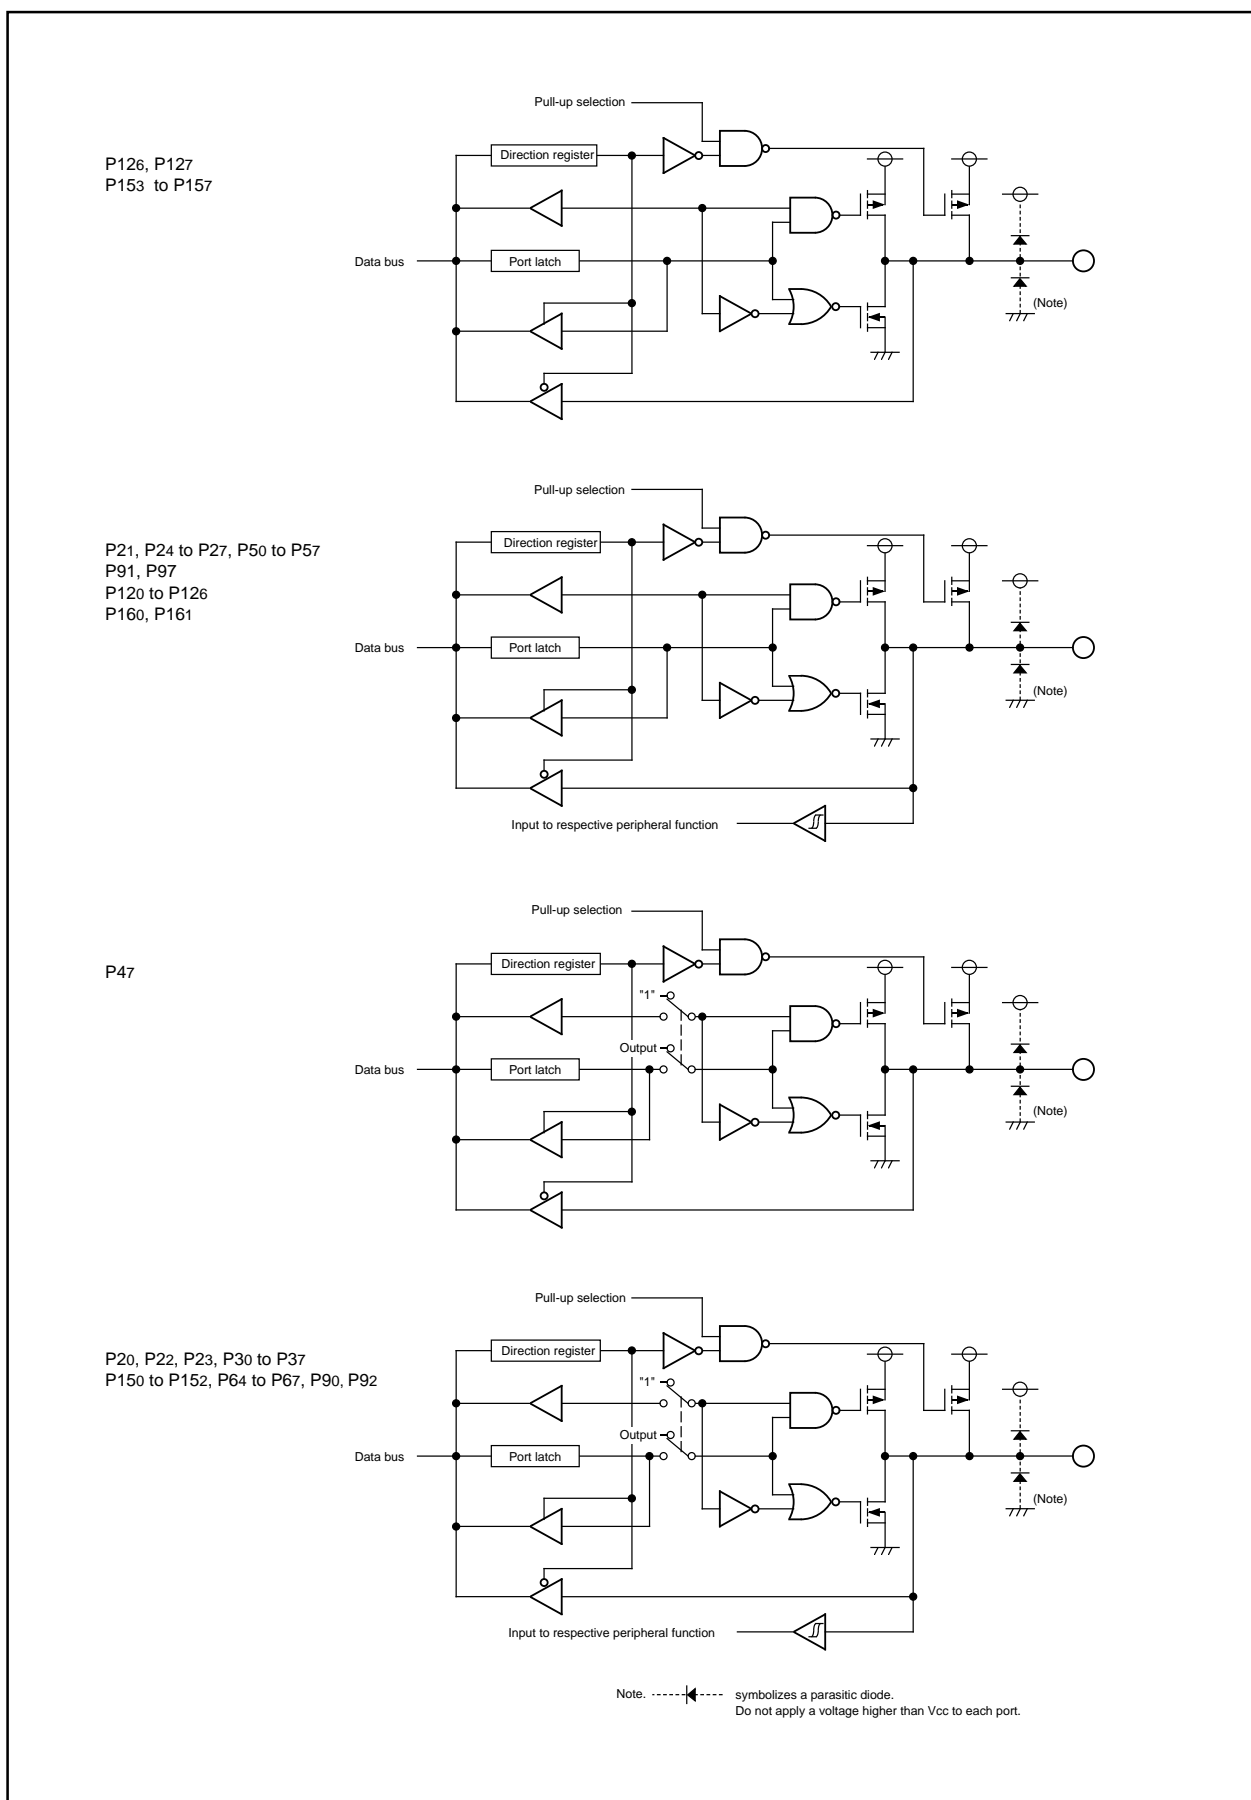 Pull-up selection
P126, P127
P153 to P157
Direction register
Data bus
Port latch
(Note)
Pull-up selection
P21, P24 to P27, P50 to P57
P91, P97
P120 to P126
P160, P161
Direction register
Data bus
Port latch
(Note)
Input to respective peripheral function
Pull-up selection
P47
Direction register
"1"
Output
Data bus
Port latch
(Note)
Pull-up selection
P20, P22, P23, P30 to P37
P150 to P152, P64 to P67, P90, P92
Direction register
"1"
Output
Data bus
Port latch
(Note)
Input to respective peripheral function
Note. symbolizes a parasitic diode.
Do not apply a voltage higher than Vcc to each port.